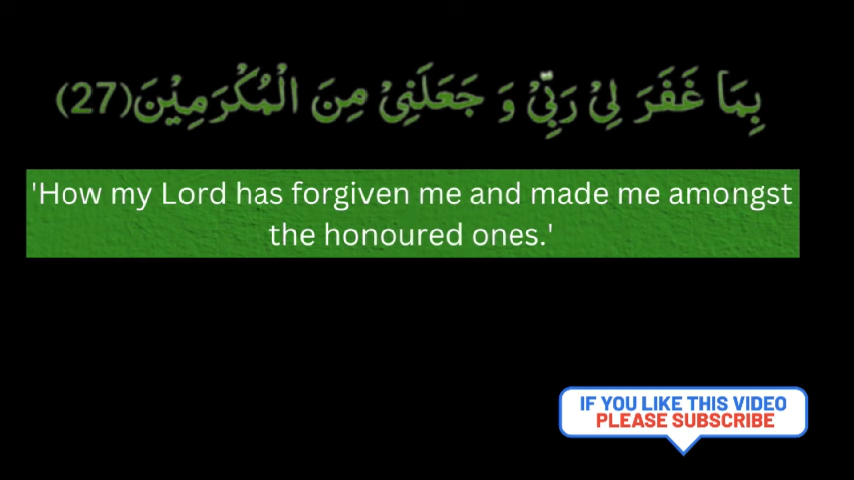 بِمَا غَفَرَ لِیْ رَبِّیْ وَ جَعَلَنِیْ مِنَ الْمُكْرَمِیْنَ(27)
'How my Lord has forgiven me and made me amongst
the honoured ones.'
IF YOU LIKE THIS VIDEO
PLEASE SUBSCRIBE